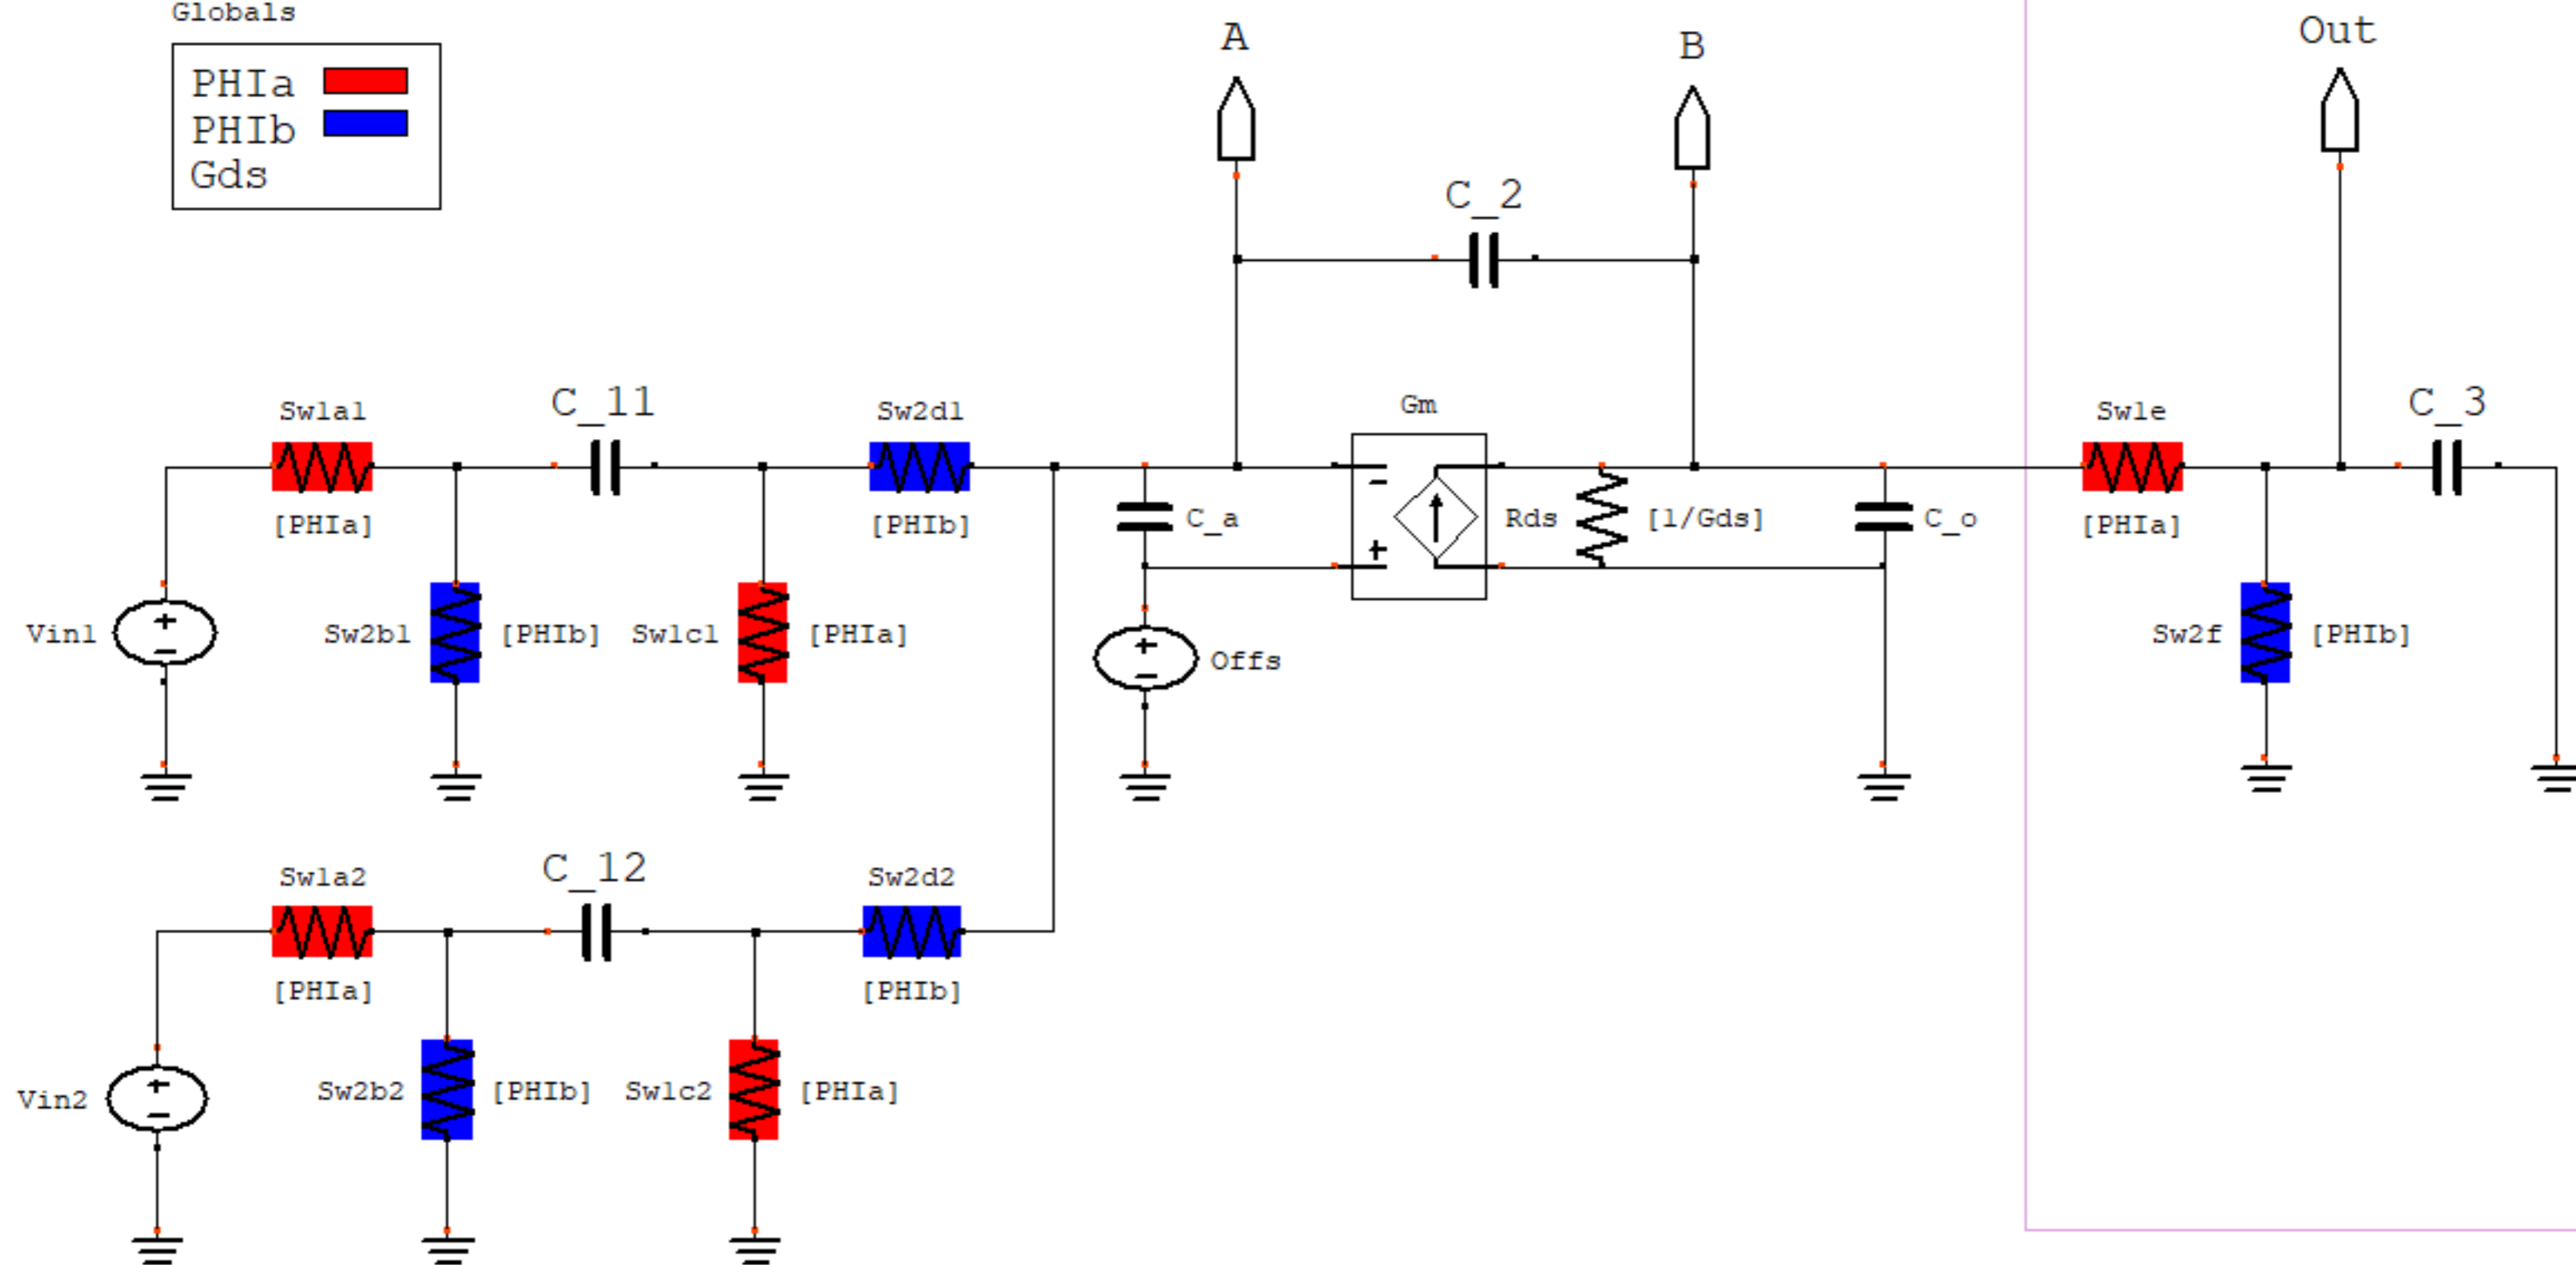 Globals
PHIa
PHIb
Gds
A
B
Out
C_2
Sw1a1
C_11
Sw2d1
Gm
Sw1e
C_3
[PHIa]
[PHIb]
C_a
Rds
[1/Gds]
C_o
[PHIa]
Vin1
Sw2b1
[PHIb]
Sw1c1
[PHIa]
Offs
Sw2f
[PHIb]
Sw1a2
C_12
Sw2d2
[PHIa]
[PHIb]
Vin2
Sw2b2
[PHIb]
Sw1c2
[PHIa]